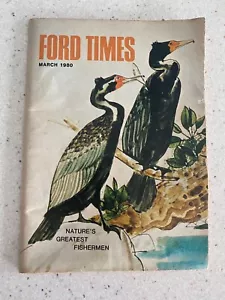 FORD TIMES
MARCH 1980
NATURE'S
GREATEST
FISHERMEN